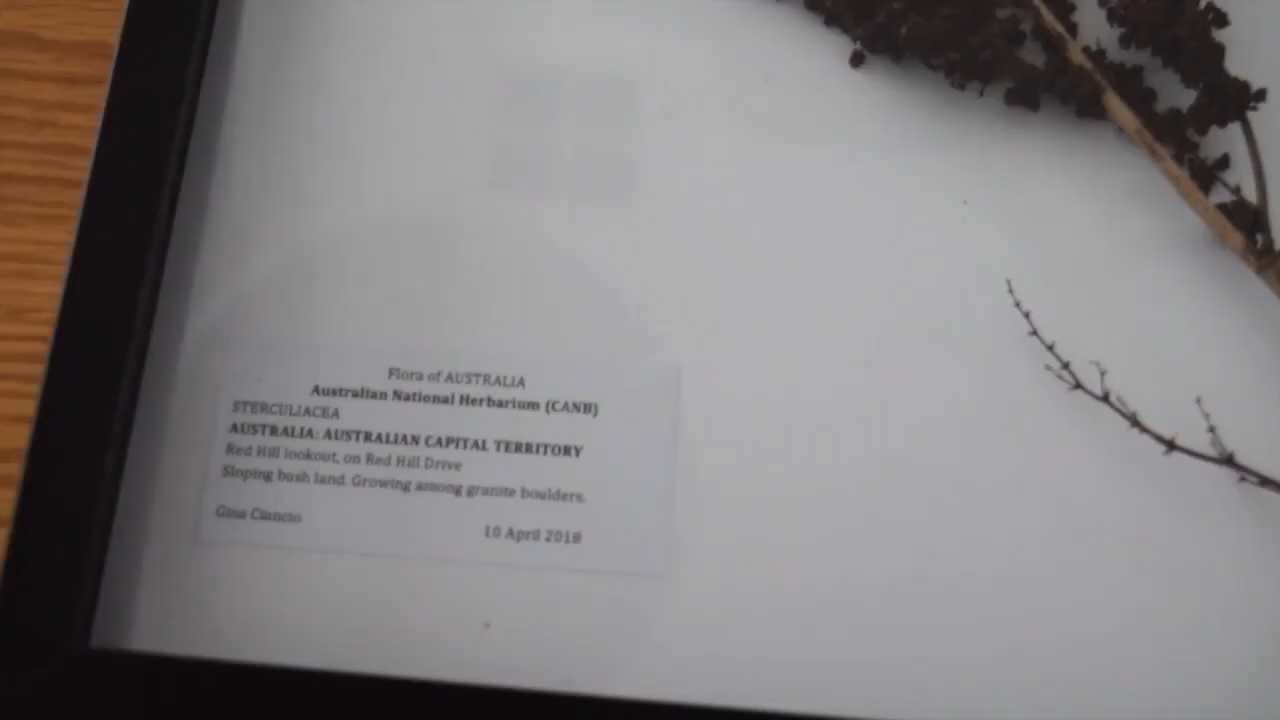 Flora of AUSTRALIA
Australian National Herbarium (CANB)
STERCULIACEA
AUSTRALIA: AUSTRALIAN CAPITAL TERRITORY
Red Hill lookout, on Red Hill Drive
Sloping bush land. Growing among granite boulders.
Gina Ciancio 10 April 2018